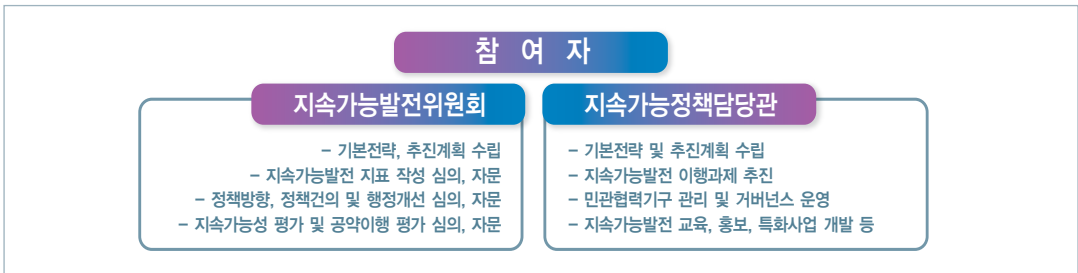 참 여 자
지속가능발전위원회
– 기본전략, 추진계획 수립
– 지속가능발전 지표 작성 심의, 자문
– 정책방향, 정책건의 및 행정개선 심의, 자문
– 지속가능성 평가 및 공약이행 평가 심의, 자문
지속가능정책담당관
– 기본전략 및 추진계획 수립
– 지속가능발전 이행과제 추진
– 민관협력기구 관리 및 거버넌스 운영
– 지속가능발전 교육, 홍보, 특화사업 개발 등